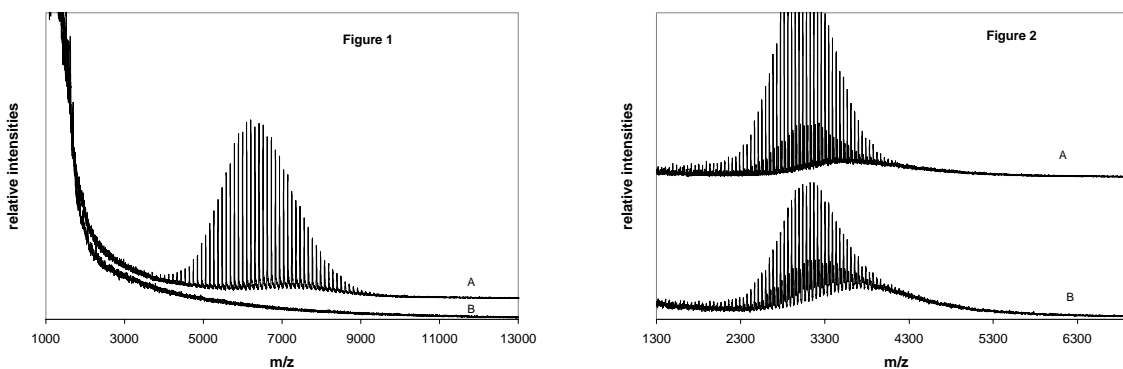 Figure 1
relative intensities
A
B
1000 3000 5000 7000 9000 11000 13000
m/z
Figure 2
relative intensities
A
B
1300 2300 3300 4300 5300 6300
m/z